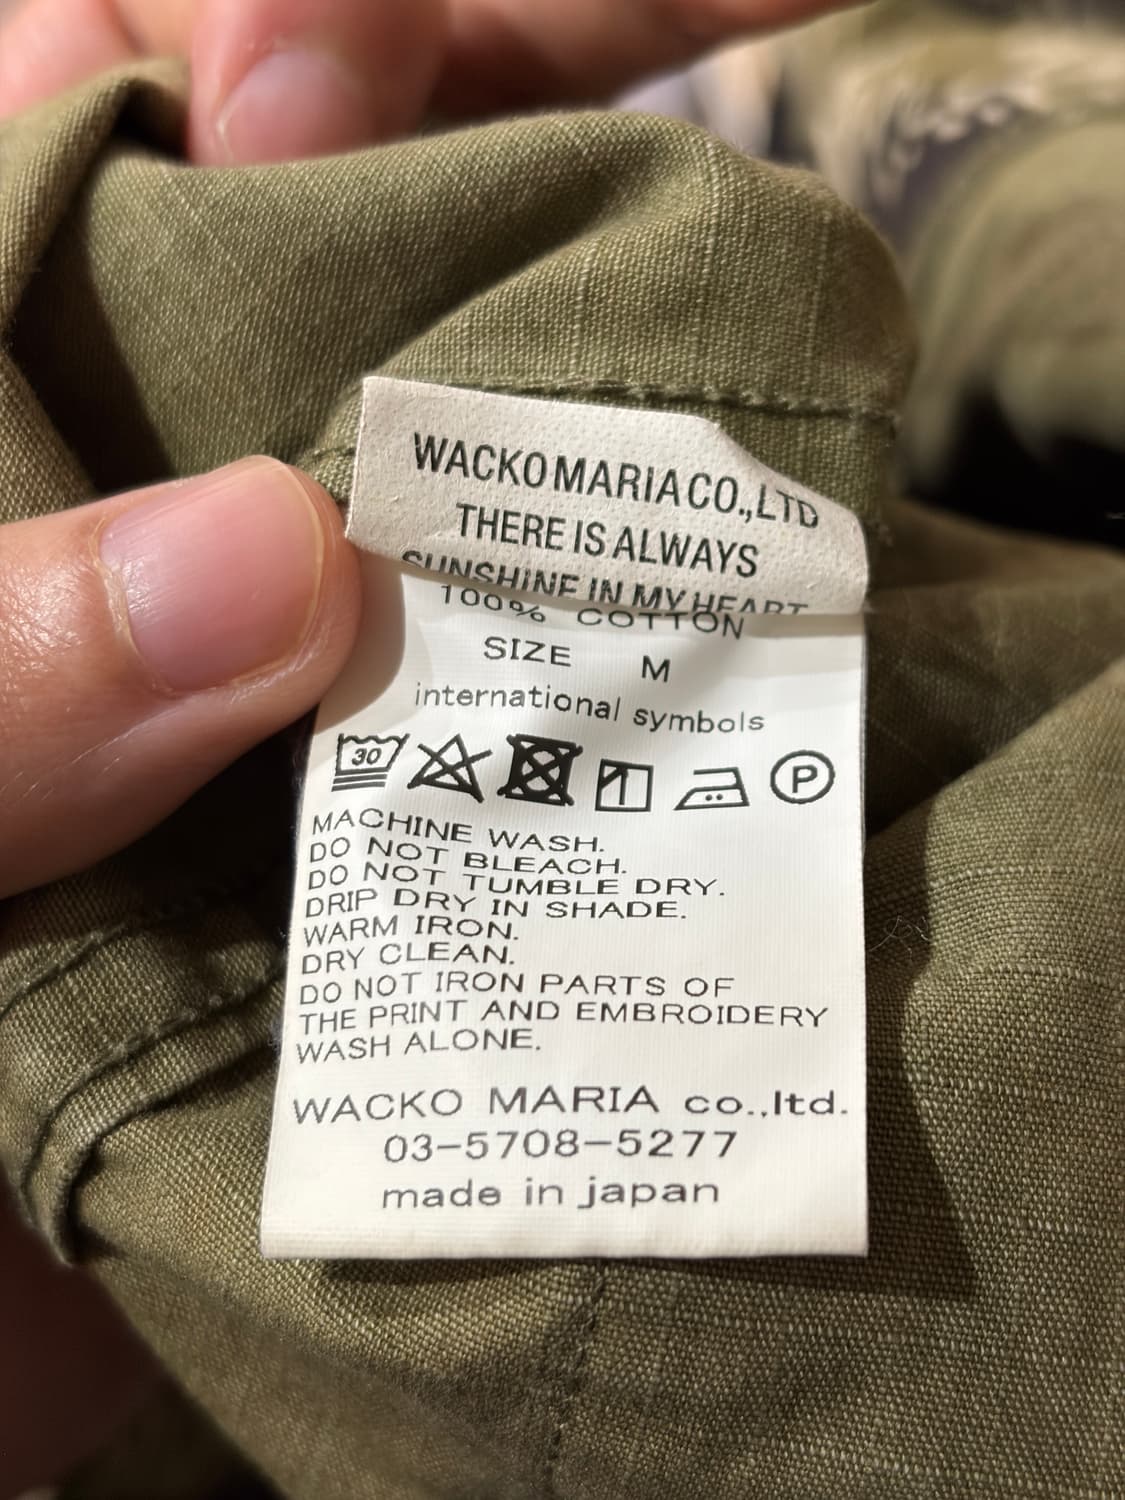 WACKO MARIA CO.,LTD
THERE IS ALWAYS
SUNSHINE IN MY HEART
100% COTTON
SIZE M
international symbols
30 P
MACHINE WASH.
DO NOT BLEACH.
DO NOT TUMBLE DRY.
DRIP DRY IN SHADE.
WARM IRON.
DRY CLEAN.
DO NOT IRON PARTS OF
THE PRINT AND EMBROIDERY
WASH ALONE.
WACKO MARIA co.,ltd.
03-5708-5277
made in japan